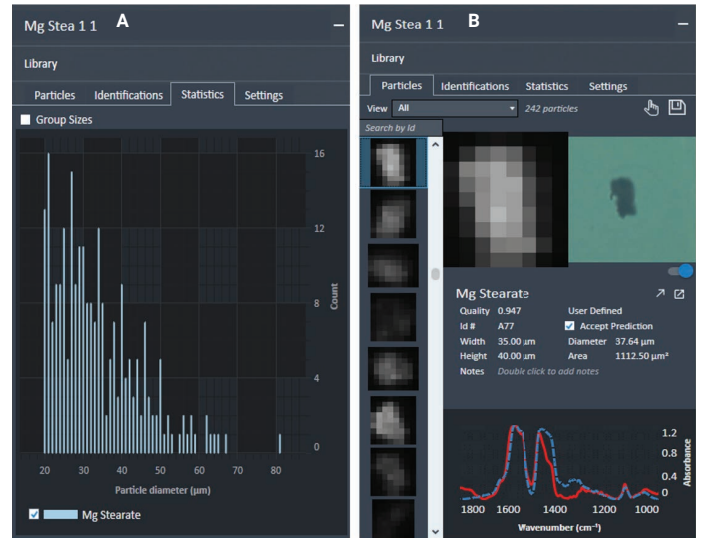 Mg Stea 1 1
A
Library
Particles Identifications Statistics Settings
Group Sizes
16
12
8
4
0
Count
20 30 40 50 60 70 80
Particle diameter (µm)
Mg Stearate
Mg Stea 1 1
B
Library
Particles Identifications Statistics Settings
View All 242 particles
Search by Id
Mg Stearate
Quality 0.947 User Defined
Id # A77 Accept Prediction
Width 35.00 µm Diameter 37.64 µm
Height 40.00 µm Area 1112.50 µm²
Notes Double click to add notes
1.2
0.8
0.4
0
Absorbance
1800 1600 1400 1200 1000
Wavenumber (cm⁻¹)